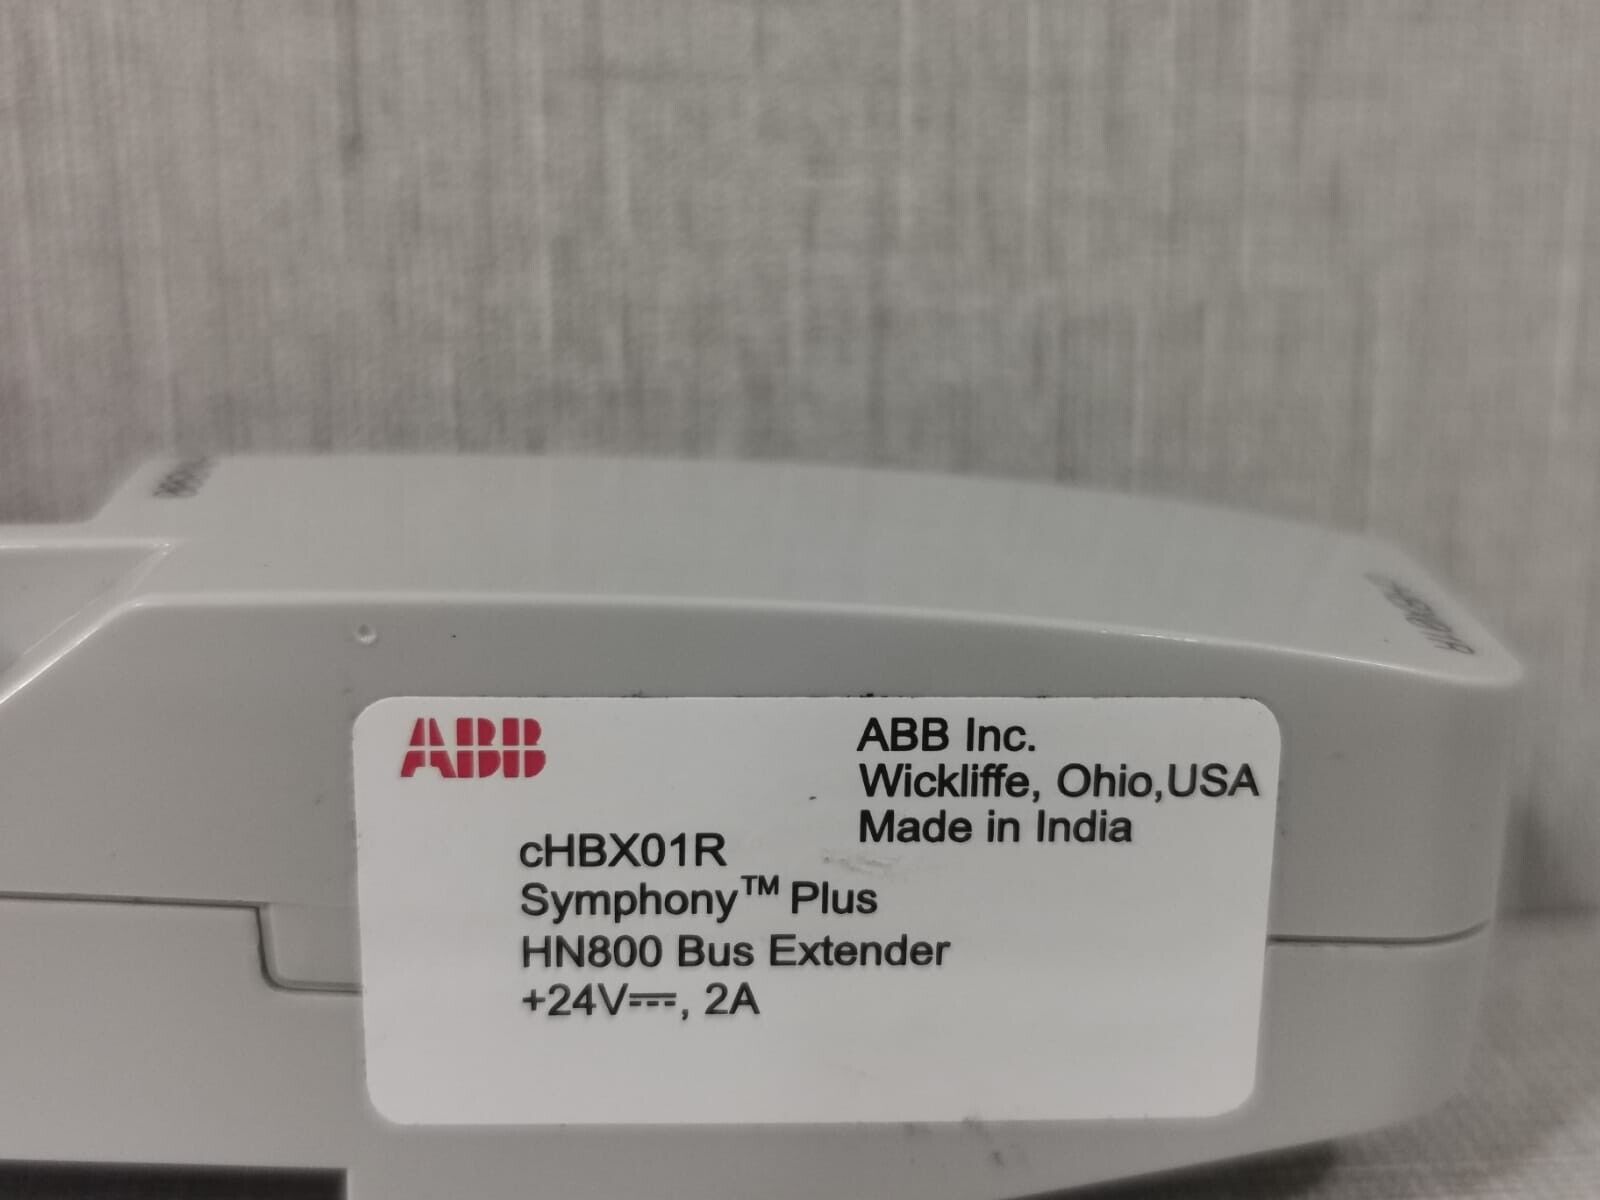 ABB
ABB Inc.
Wickliffe, Ohio,USA
Made in India
cHBX01R
Symphony™ Plus
HN800 Bus Extender
+24V⎓, 2A